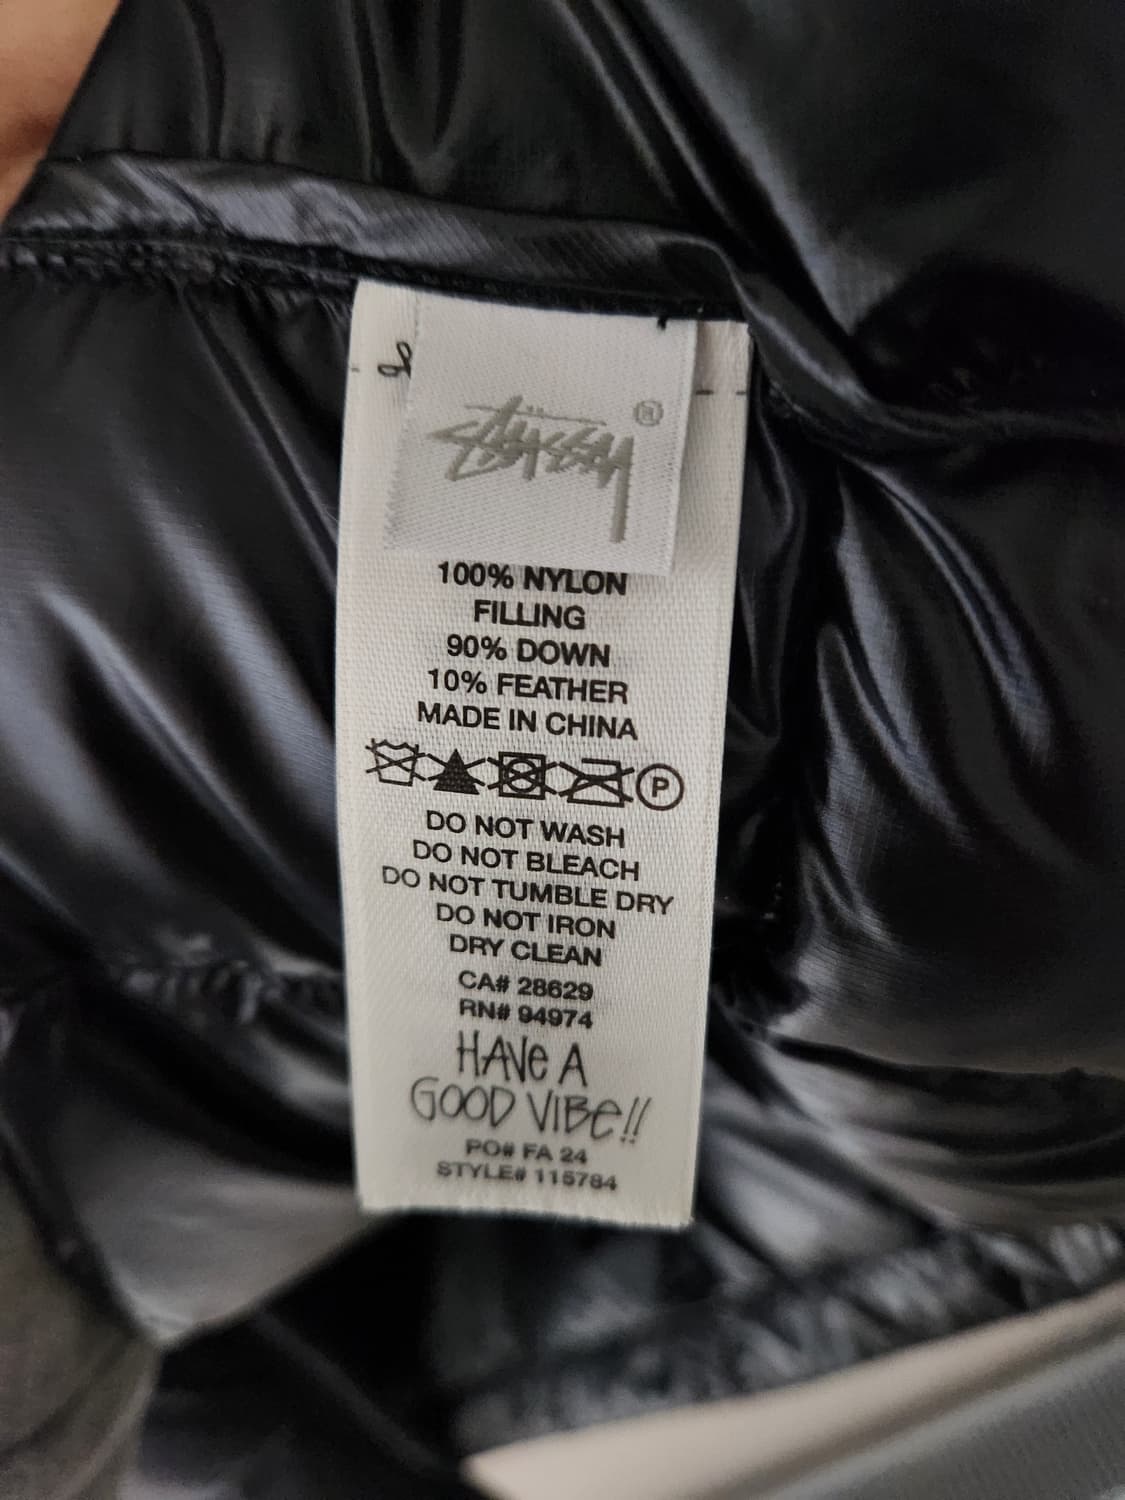 Stüssy ®
100% NYLON
FILLING
90% DOWN
10% FEATHER
MADE IN CHINA
P
DO NOT WASH
DO NOT BLEACH
DO NOT TUMBLE DRY
DO NOT IRON
DRY CLEAN
CA# 28629
RN# 94974
HAVe A
GOOD VIBe!!
PO# FA 24
STYLE# 115784